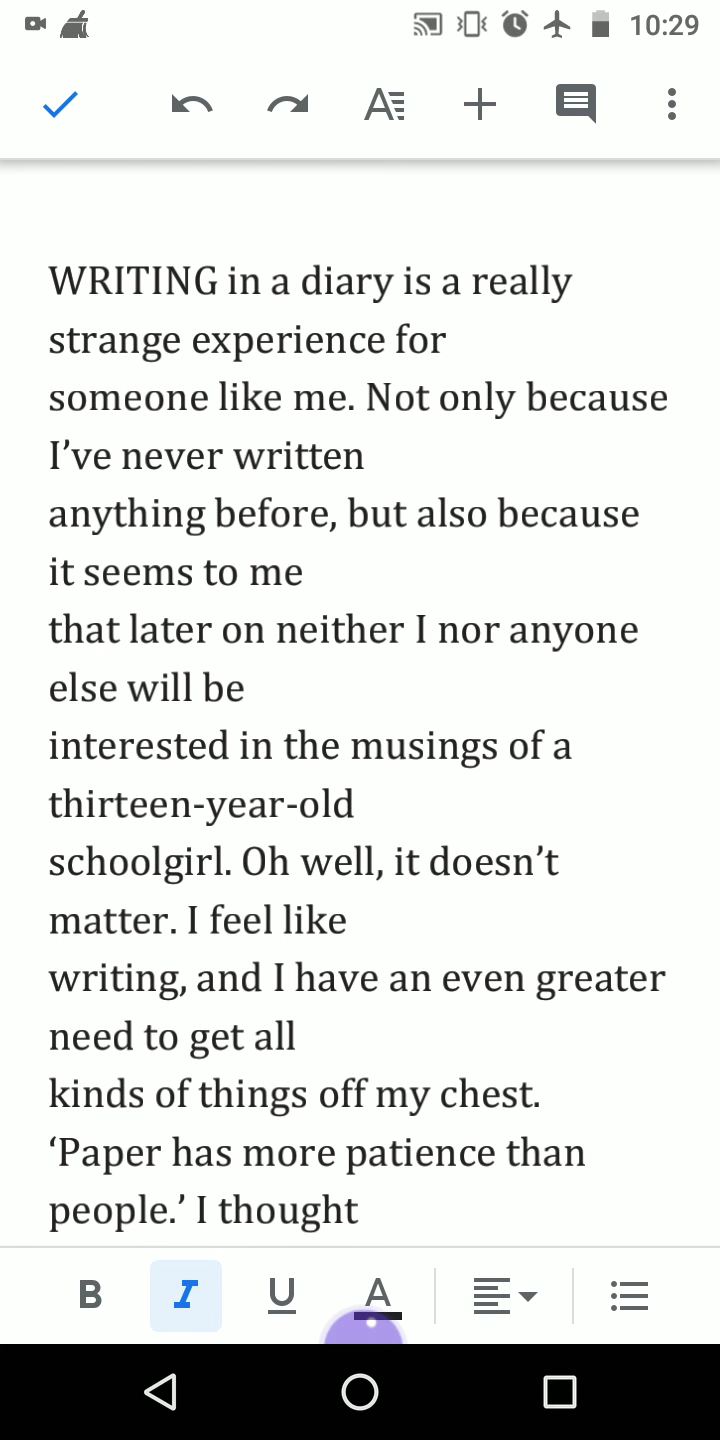 10:29
WRITING in a diary is a really
strange experience for
someone like me. Not only because
I’ve never written
anything before, but also because
it seems to me
that later on neither I nor anyone
else will be
interested in the musings of a
thirteen-year-old
schoolgirl. Oh well, it doesn’t
matter. I feel like
writing, and I have an even greater
need to get all
kinds of things off my chest.
‘Paper has more patience than
people.’ I thought
B I U A